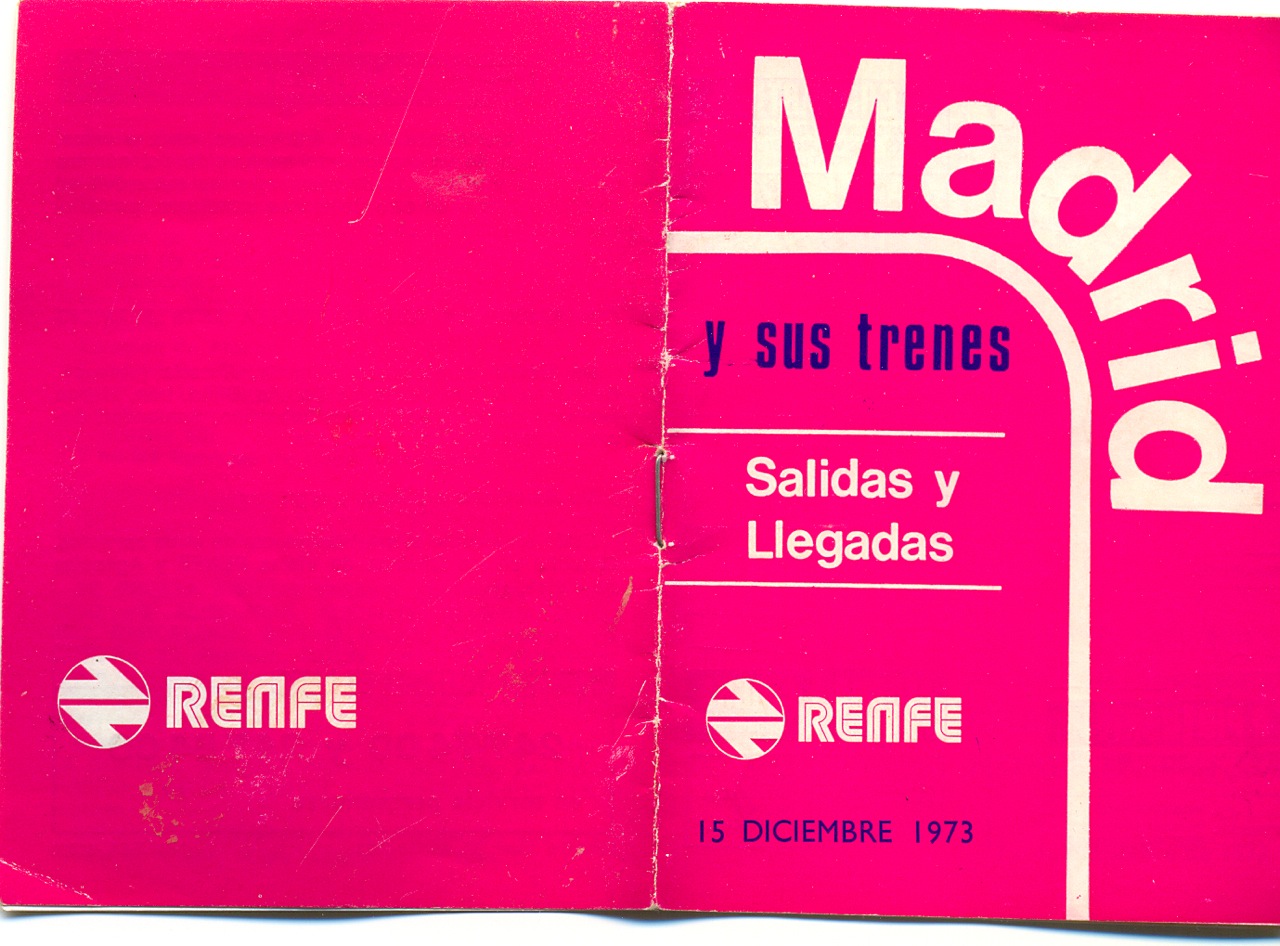 RENFE
Madrid
y sus trenes
Salidas y
Llegadas
RENFE
15 DICIEMBRE 1973